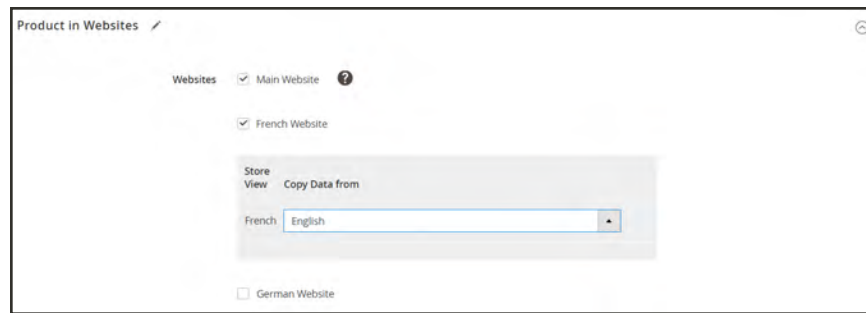 Product in Websites
Websites Main Website ?
French Website
Store
View Copy Data from
French English
German Website